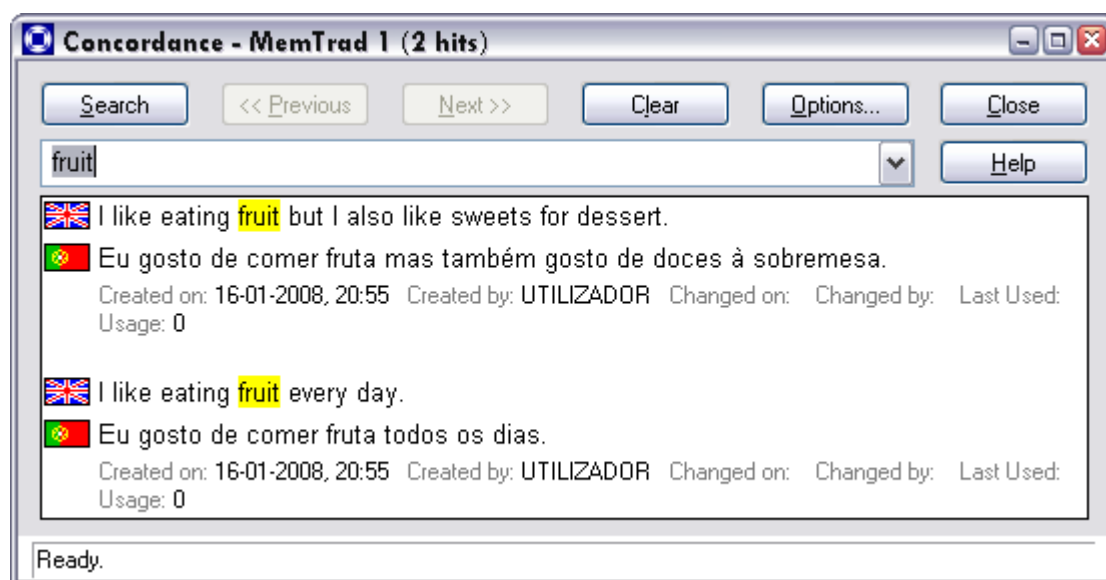 Concordance - MemTrad 1 (2 hits)
Search << Previous Next >> Clear Options... Close
fruit Help
I like eating fruit but I also like sweets for dessert.
Eu gosto de comer fruta mas também gosto de doces à sobremesa.
Created on: 16-01-2008, 20:55 Created by: UTILIZADOR Changed on: Changed by: Last Used:
Usage: 0
I like eating fruit every day.
Eu gosto de comer fruta todos os dias.
Created on: 16-01-2008, 20:55 Created by: UTILIZADOR Changed on: Changed by: Last Used:
Usage: 0
Ready.